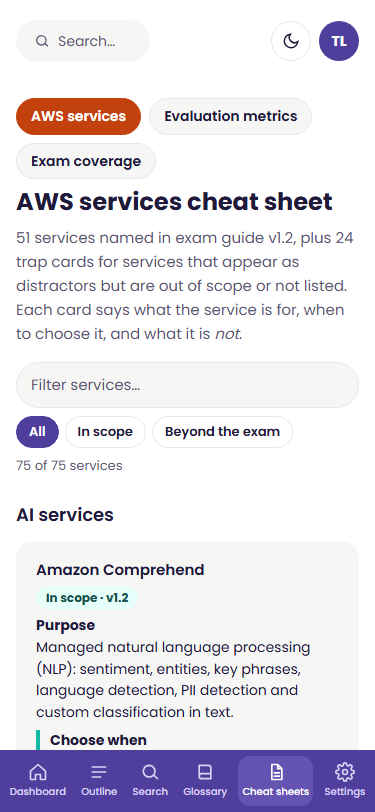 Search...
TL
AWS services
Evaluation metrics
Exam coverage
AWS services cheat sheet
51 services named in exam guide v1.2, plus 24
trap cards for services that appear as
distractors but are out of scope or not listed.
Each card says what the service is for, when
to choose it, and what it is not.
Filter services...
All
In scope
Beyond the exam
75 of 75 services
AI services
Amazon Comprehend
In scope · v1.2
Purpose
Managed natural language processing
(NLP): sentiment, entities, key phrases,
language detection, PII detection and
custom classification in text.
Choose when
Dashboard
Outline
Search
Glossary
Cheat sheets
Settings